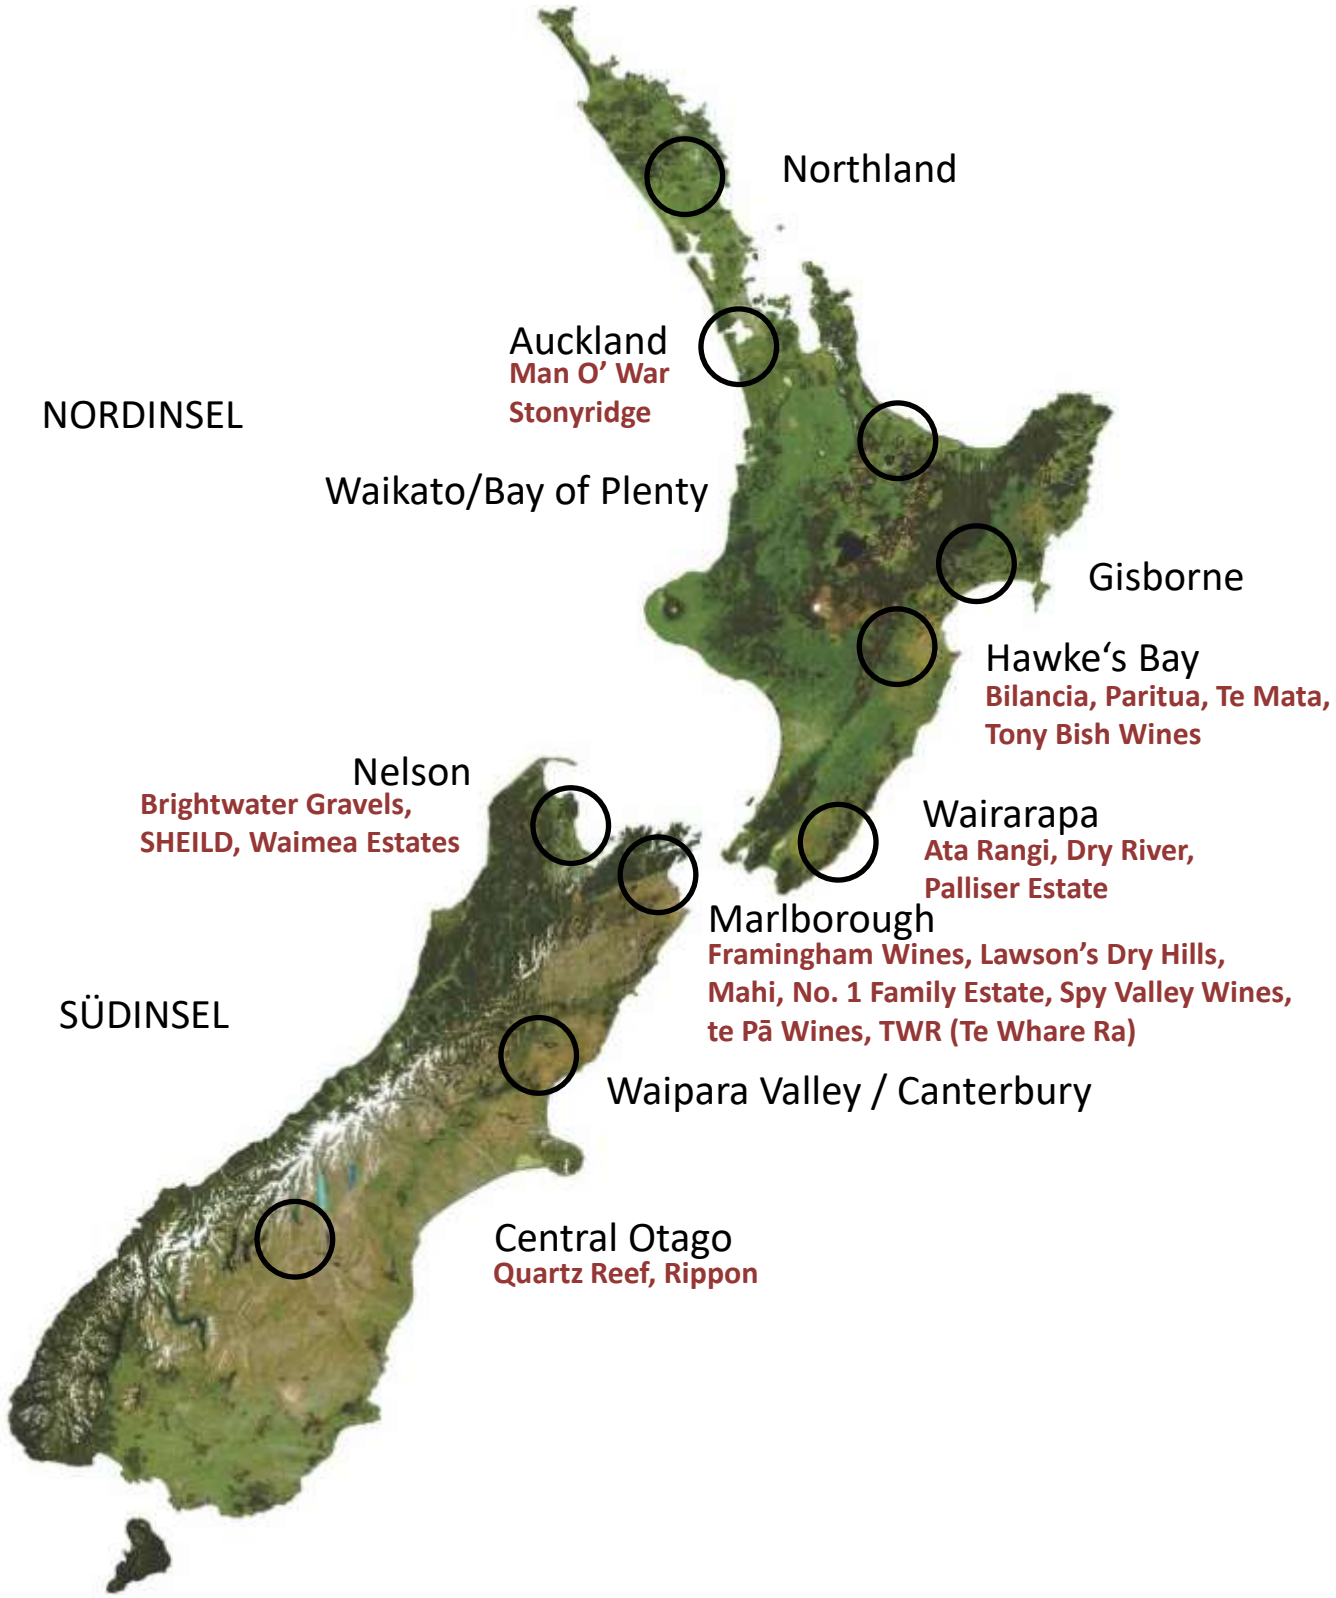 Northland
Auckland
Man O’ War
Stonyridge
NORDINSEL
Waikato/Bay of Plenty
Gisborne
Hawke‘s Bay
Bilancia, Paritua, Te Mata,
Tony Bish Wines
Nelson
Brightwater Gravels,
SHEILD, Waimea Estates
Wairarapa
Ata Rangi, Dry River,
Palliser Estate
Marlborough
Framingham Wines, Lawson’s Dry Hills,
Mahi, No. 1 Family Estate, Spy Valley Wines,
te Pā Wines, TWR (Te Whare Ra)
SÜDINSEL
Waipara Valley / Canterbury
Central Otago
Quartz Reef, Rippon